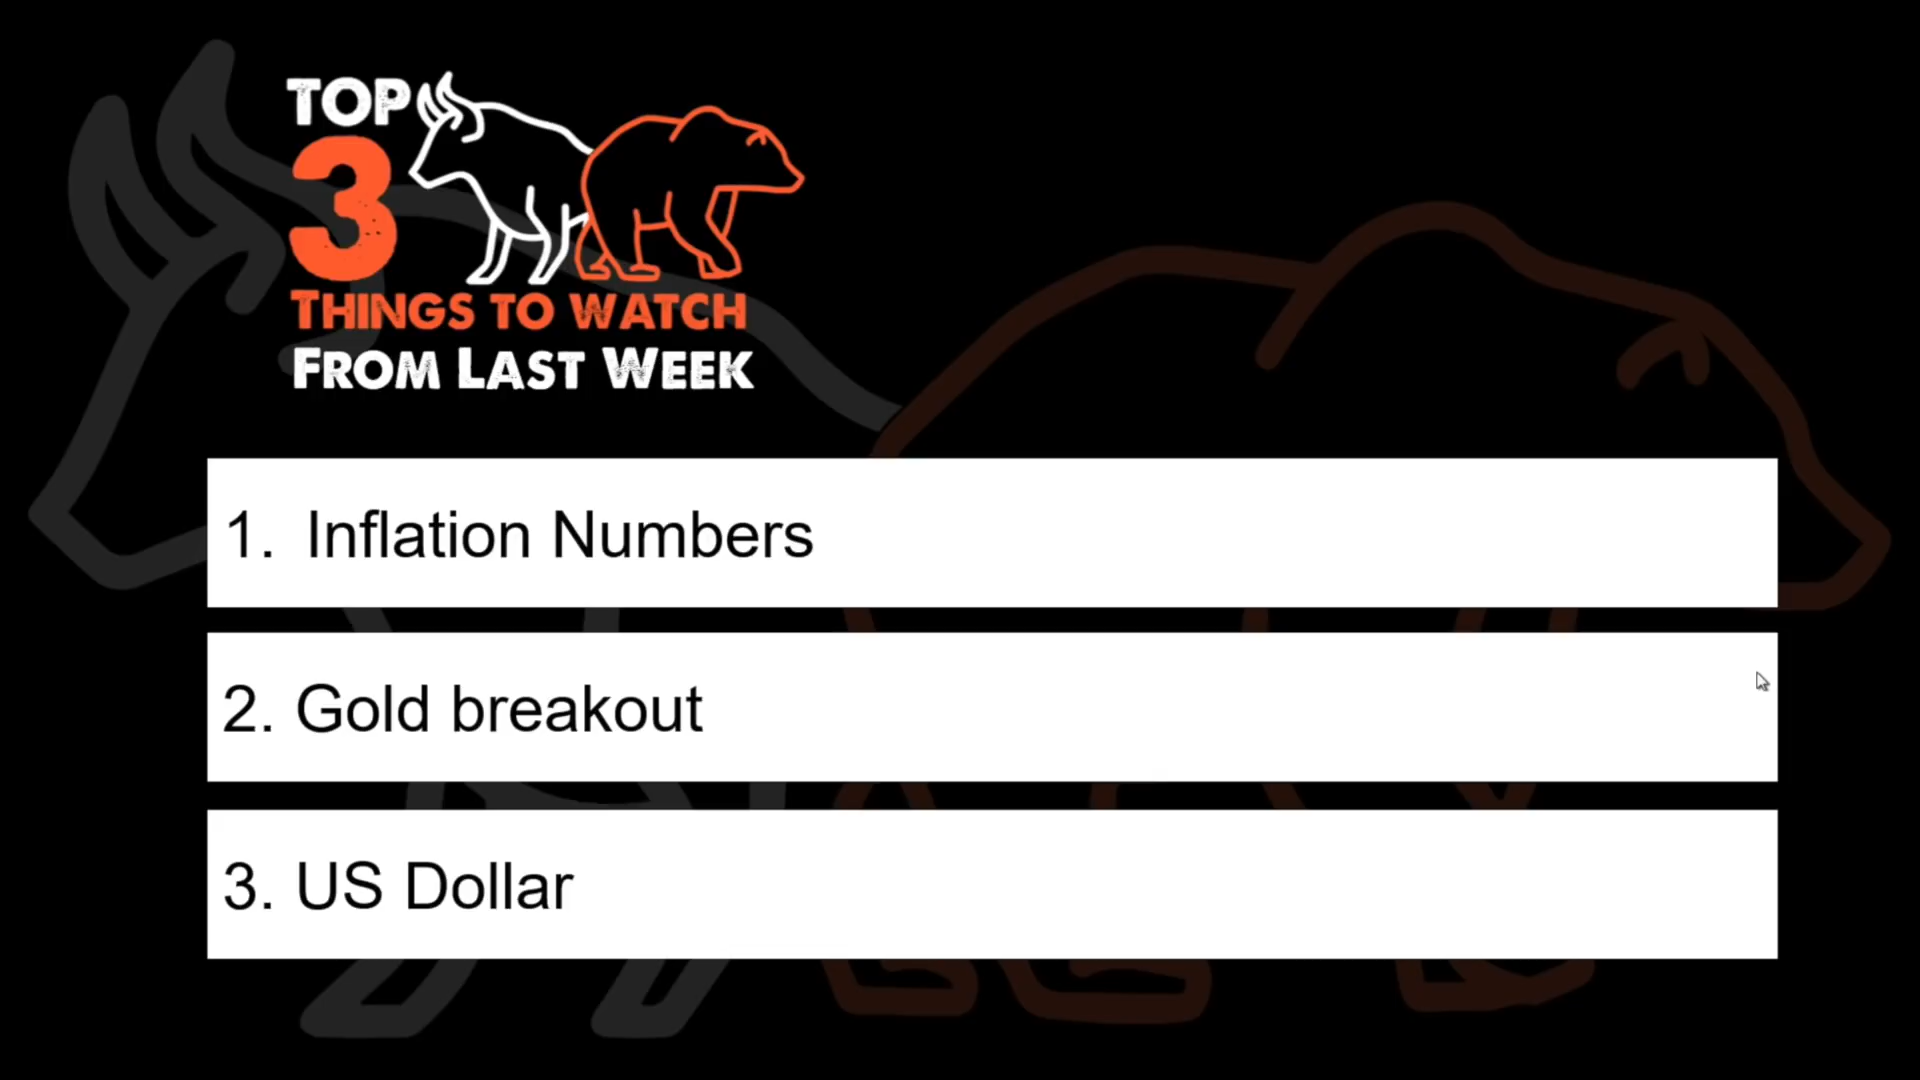 TOP
3
THINGS TO WATCH
FROM LAST WEEK
1. Inflation Numbers
2. Gold breakout
3. US Dollar